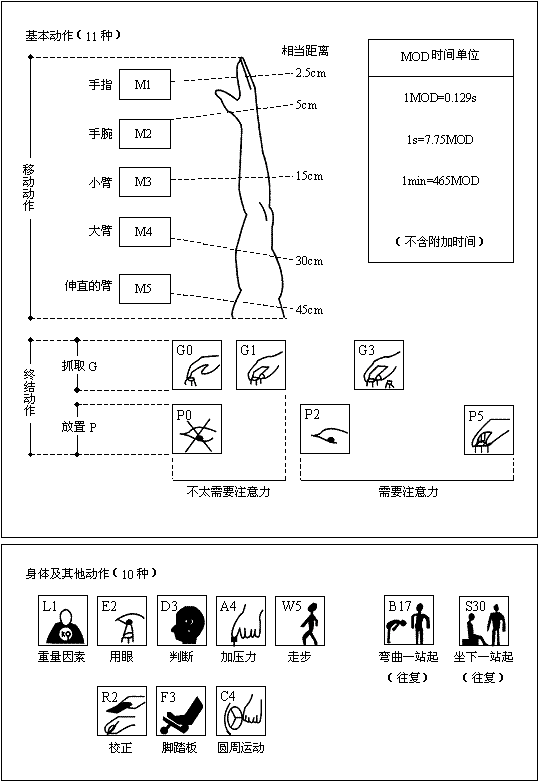 基本动作（11 种）
相当距离
MOD 时间单位
手指 M1 2.5cm
1MOD=0.129s
手腕 M2 5cm
1s=7.75MOD
小臂 M3 15cm
1min=465MOD
大臂 M4 30cm
（不含附加时间）
伸直的臂 M5 45cm
移动动作
终结动作
抓取 G
G0 G1 G3
放置 P
P0 P2 P5
不太需要注意力 需要注意力
身体及其他动作（10 种）
L1 E2 D3 A4 W5 B17 S30
KG
重量因素 用眼 判断 加压力 走步 弯曲一站起 坐下一站起
（往复） （往复）
R2 F3 C4
校正 脚踏板 圆周运动